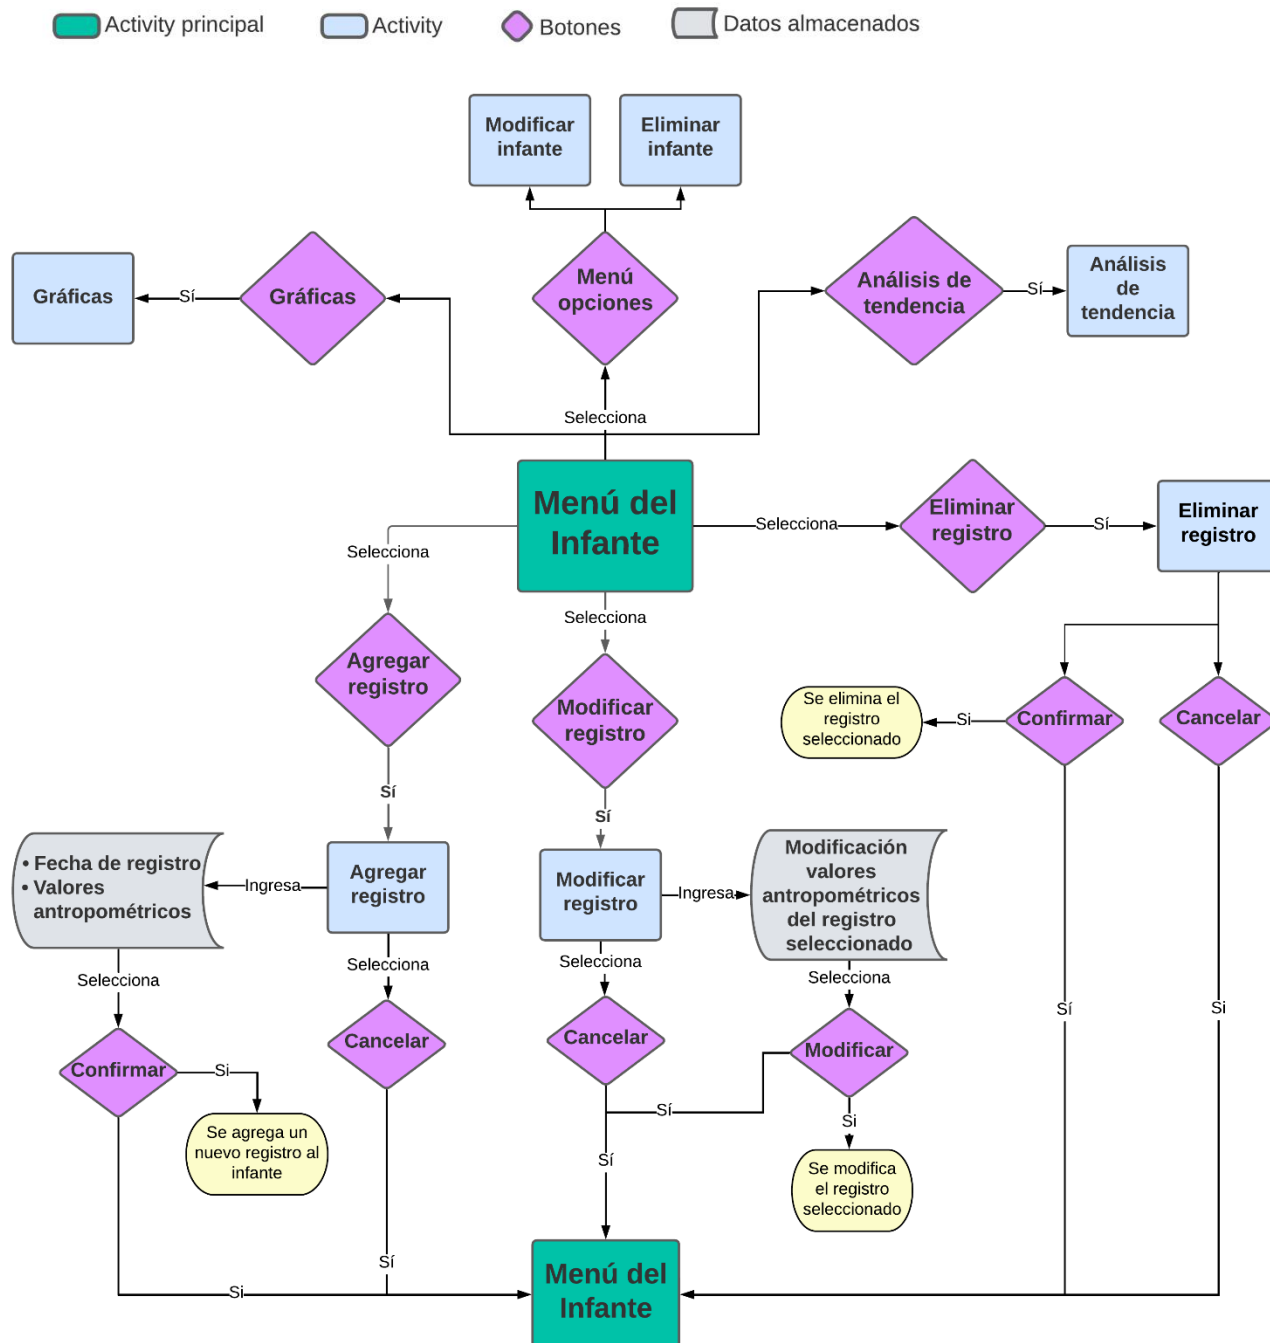 Activity principal
Activity
Botones
Datos almacenados
Modificar
infante
Eliminar
infante
Gráficas
Sí
Gráficas
Menú
opciones
Análisis de
tendencia
Sí
Análisis
de
tendencia
Selecciona
Menú del
Infante
Selecciona
Eliminar
registro
Sí
Eliminar
registro
Selecciona
Selecciona
Agregar
registro
Modificar
registro
Se elimina el
registro
seleccionado
Si
Confirmar
Cancelar
Sí
Sí
• Fecha de registro
• Valores
antropométricos
Ingresa
Agregar
registro
Modificar
registro
Ingresa
Modificación
valores
antropométricos
del registro
seleccionado
Selecciona
Selecciona
Selecciona
Selecciona
Confirmar
Si
Cancelar
Cancelar
Modificar
Sí
Si
Sí
Si
Se agrega un
nuevo registro al
infante
Sí
Se modifica
el registro
seleccionado
Sí
Si
Menú del
Infante